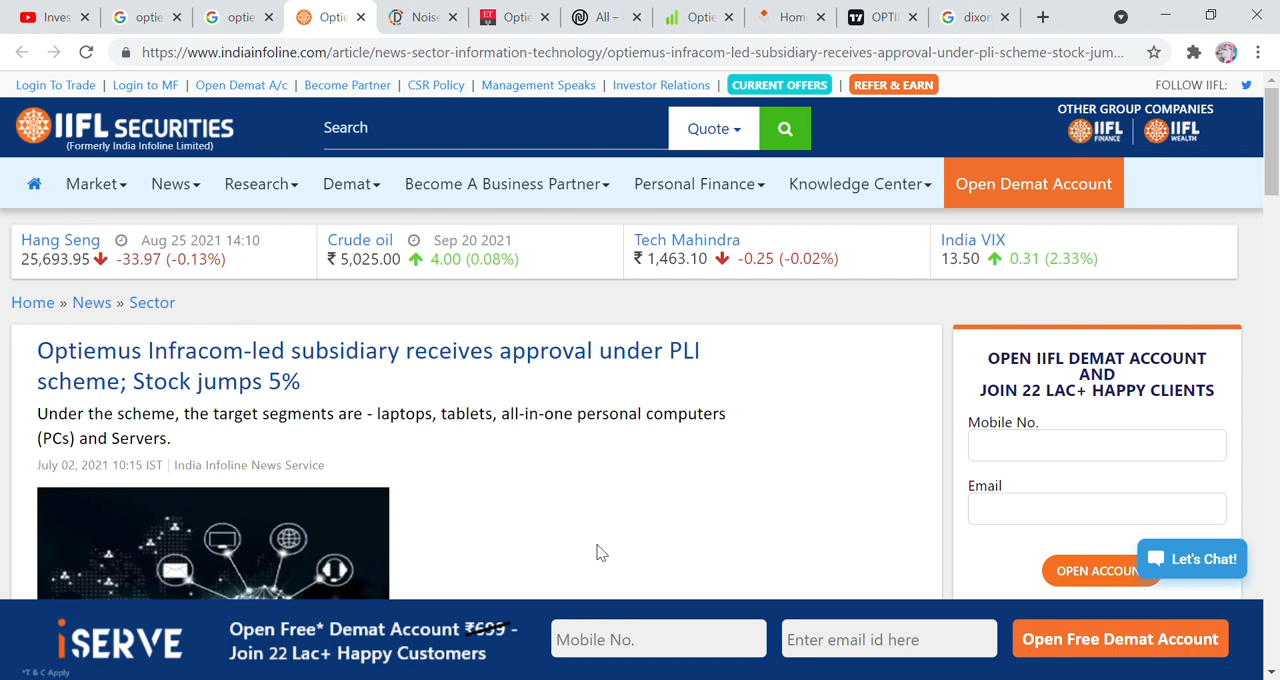 Inves
optie
optie
Optie
Noise
ET
Optie
All –
Optie
Hom
OPTI
dixor
https://www.indiainfoline.com/article/news-sector-information-technology/optiemus-infracom-led-subsidiary-receives-approval-under-pli-scheme-stock-jum...
Login To Trade | Login to MF | Open Demat A/c | Become Partner | CSR Policy | Management Speaks | Investor Relations | CURRENT OFFERS | REFER & EARN
FOLLOW IIFL:
IIFL SECURITIES
(Formerly India Infoline Limited)
Search
Quote
OTHER GROUP COMPANIES
IIFL FINANCE
IIFL WEALTH
Market
News
Research
Demat
Become A Business Partner
Personal Finance
Knowledge Center
Open Demat Account
Hang Seng Aug 25 2021 14:10
25,693.95 -33.97 (-0.13%)
Crude oil Sep 20 2021
₹ 5,025.00 4.00 (0.08%)
Tech Mahindra
₹ 1,463.10 -0.25 (-0.02%)
India VIX
13.50 0.31 (2.33%)
Home » News » Sector
Optiemus Infracom-led subsidiary receives approval under PLI
scheme; Stock jumps 5%
Under the scheme, the target segments are - laptops, tablets, all-in-one personal computers
(PCs) and Servers.
July 02, 2021 10:15 IST | India Infoline News Service
OPEN IIFL DEMAT ACCOUNT
AND
JOIN 22 LAC+ HAPPY CLIENTS
Mobile No.
Email
OPEN ACCOUN
Let's Chat!
iSERVE
*T & C Apply
Open Free* Demat Account ₹699 -
Join 22 Lac+ Happy Customers
Mobile No.
Enter email id here
Open Free Demat Account